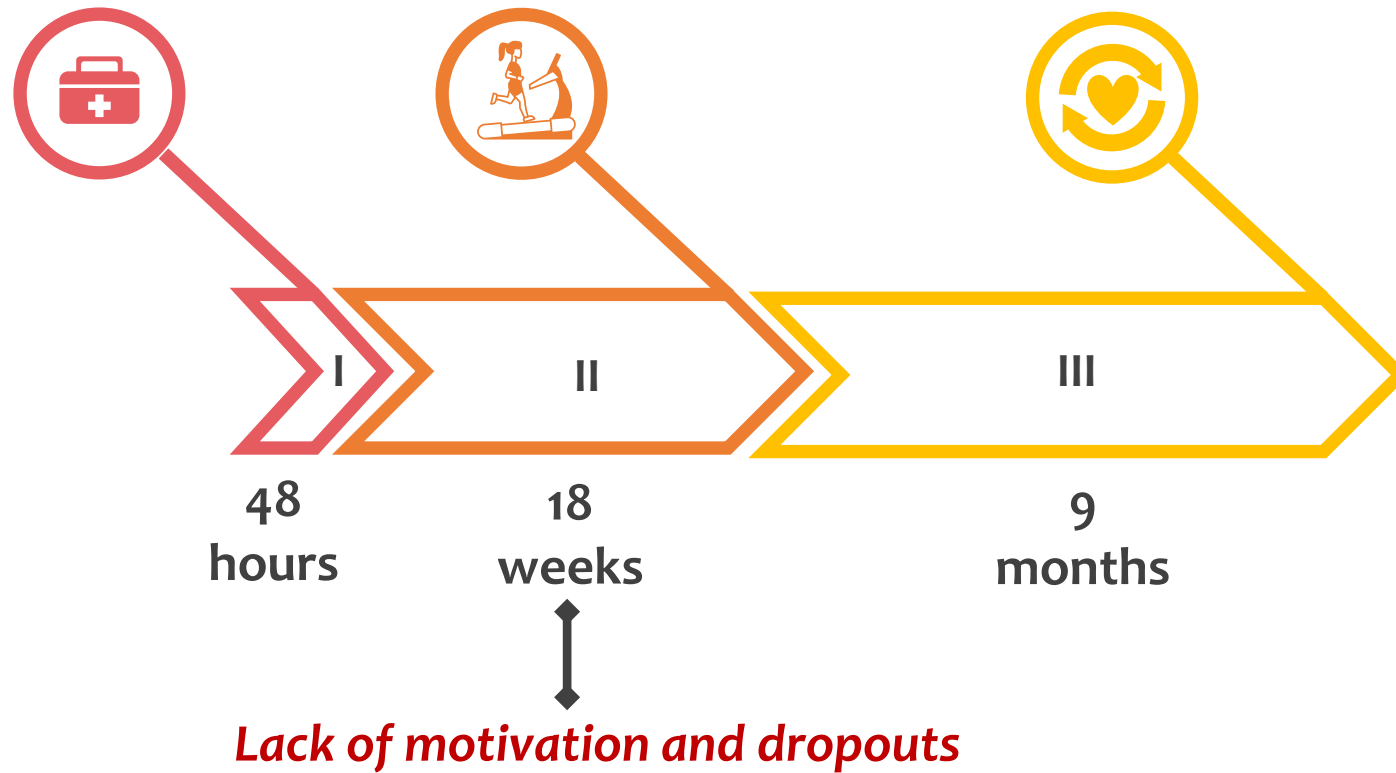 I
II
III
48
hours
18
weeks
9
months
Lack of motivation and dropouts